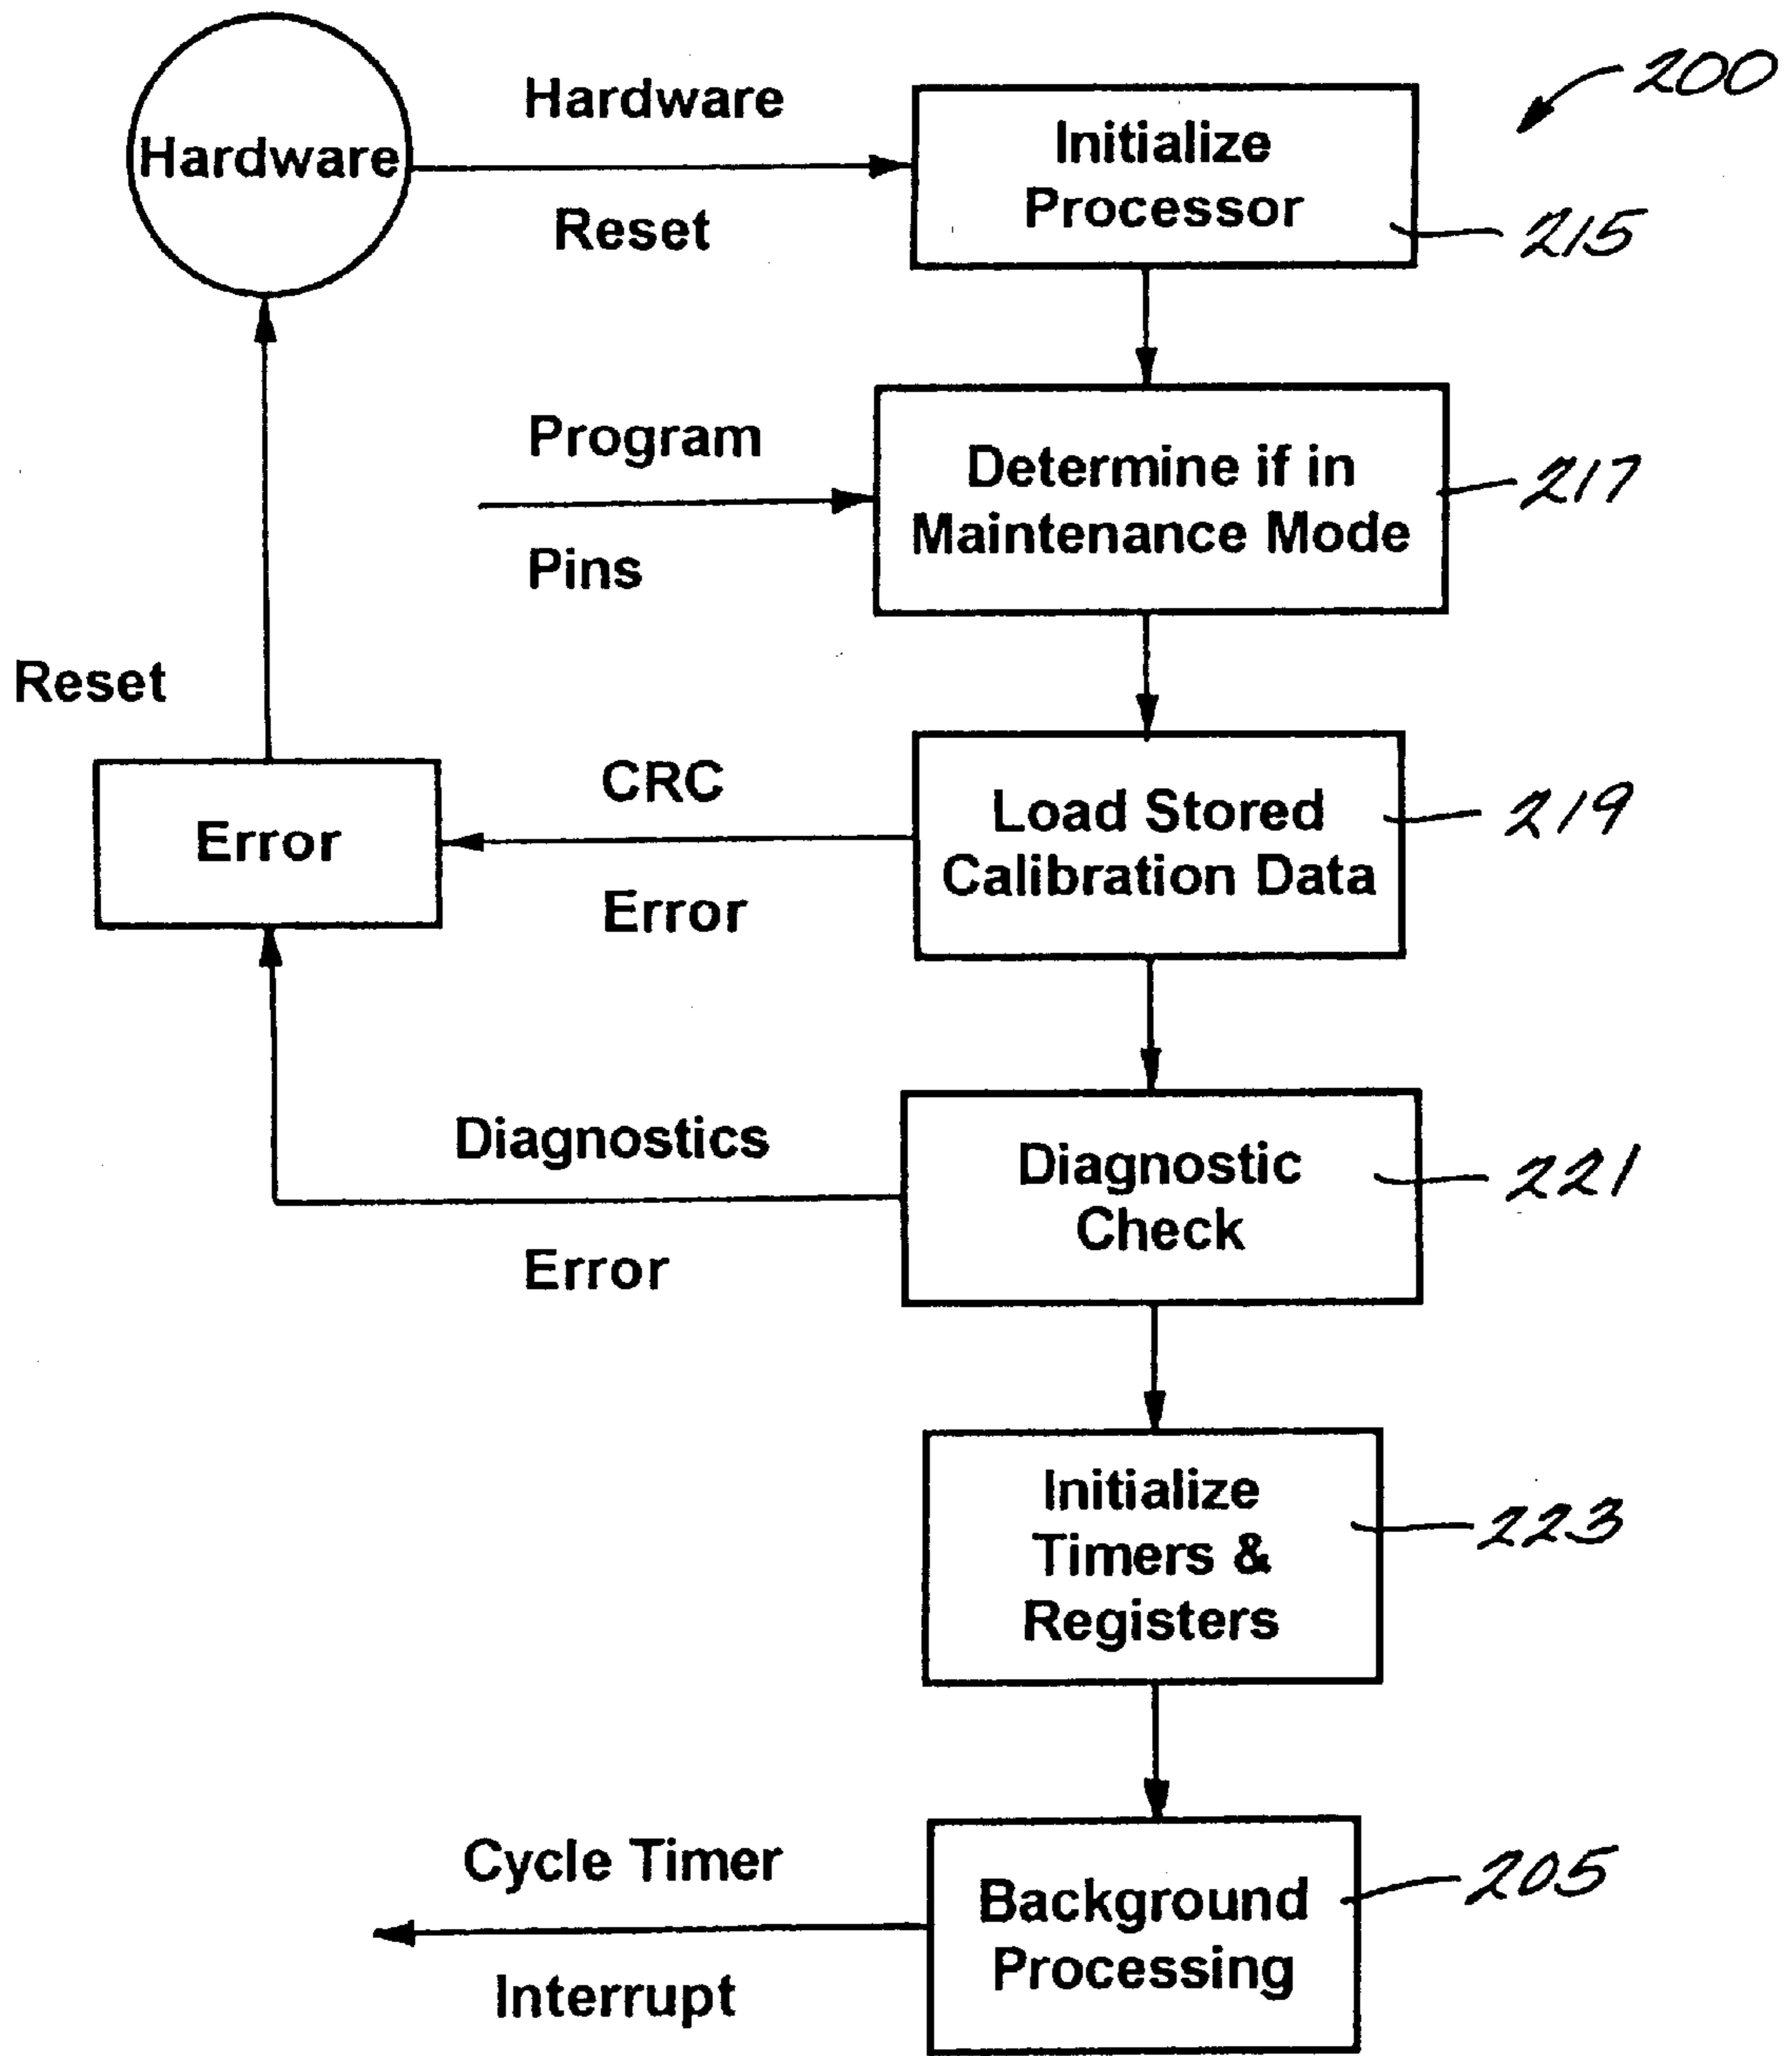 200
Hardware
Hardware
Reset
Initialize
Processor
215
Program
Pins
Determine if in
Maintenance Mode
217
Reset
Error
CRC
Error
Load Stored
Calibration Data
219
Diagnostics
Error
Diagnostic
Check
221
Initialize
Timers &
Registers
223
Cycle Timer
Interrupt
Background
Processing
205